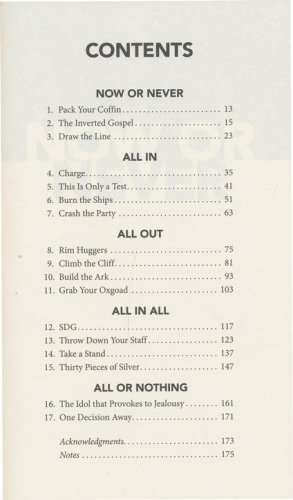 CONTENTS
NOW OR NEVER
1. Pack Your Coffin 13
2. The Inverted Gospel 15
3. Draw the Line 23
ALL IN
4. Charge 35
5. This Is Only a Test 41
6. Burn the Ships 51
7. Crash the Party 63
ALL OUT
8. Rim Huggers 75
9. Climb the Cliff 81
10. Build the Ark 93
11. Grab Your Oxgoad 103
ALL IN ALL
12. SDG 117
13. Throw Down Your Staff 123
14. Take a Stand 137
15. Thirty Pieces of Silver 147
ALL OR NOTHING
16. The Idol that Provokes to Jealousy 161
17. One Decision Away 171
Acknowledgments 173
Notes 175